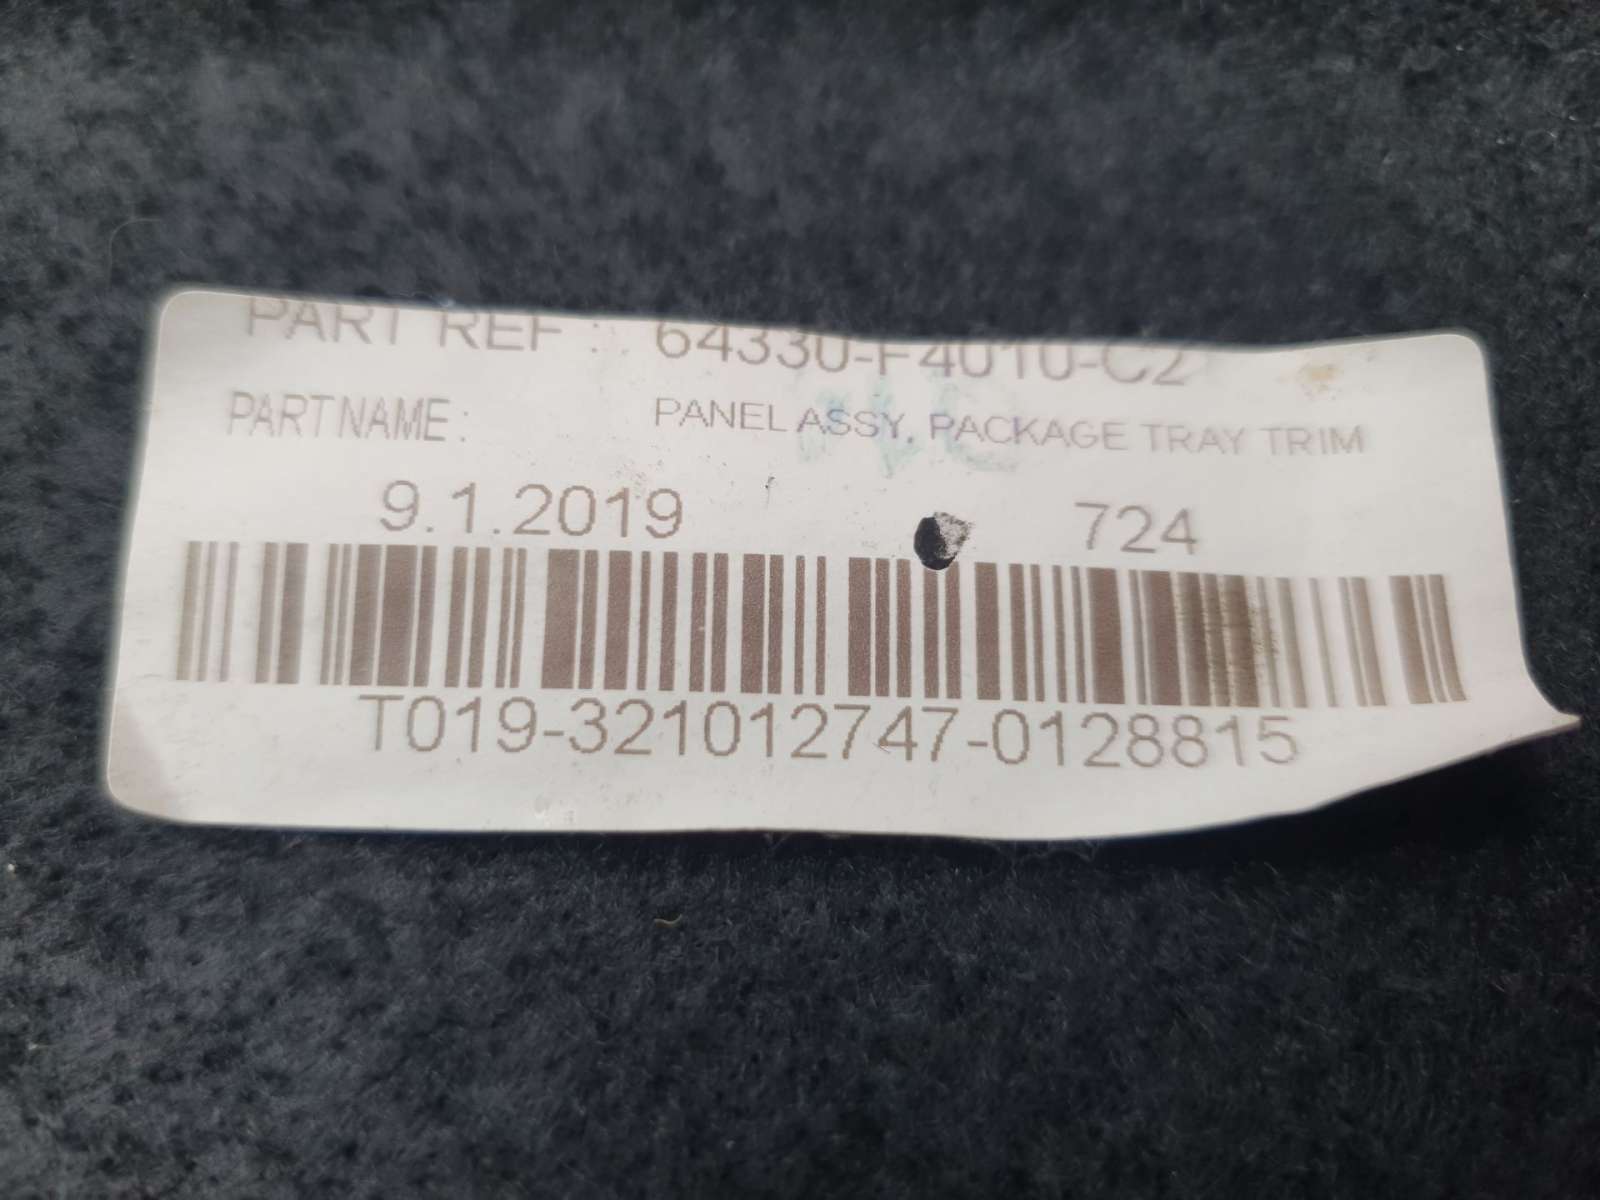 PART REF : 64330-F4010-C2
PARTNAME : PANEL ASSY, PACKAGE TRAY TRIM
9.1.2019 724
T019-321012747-0128815